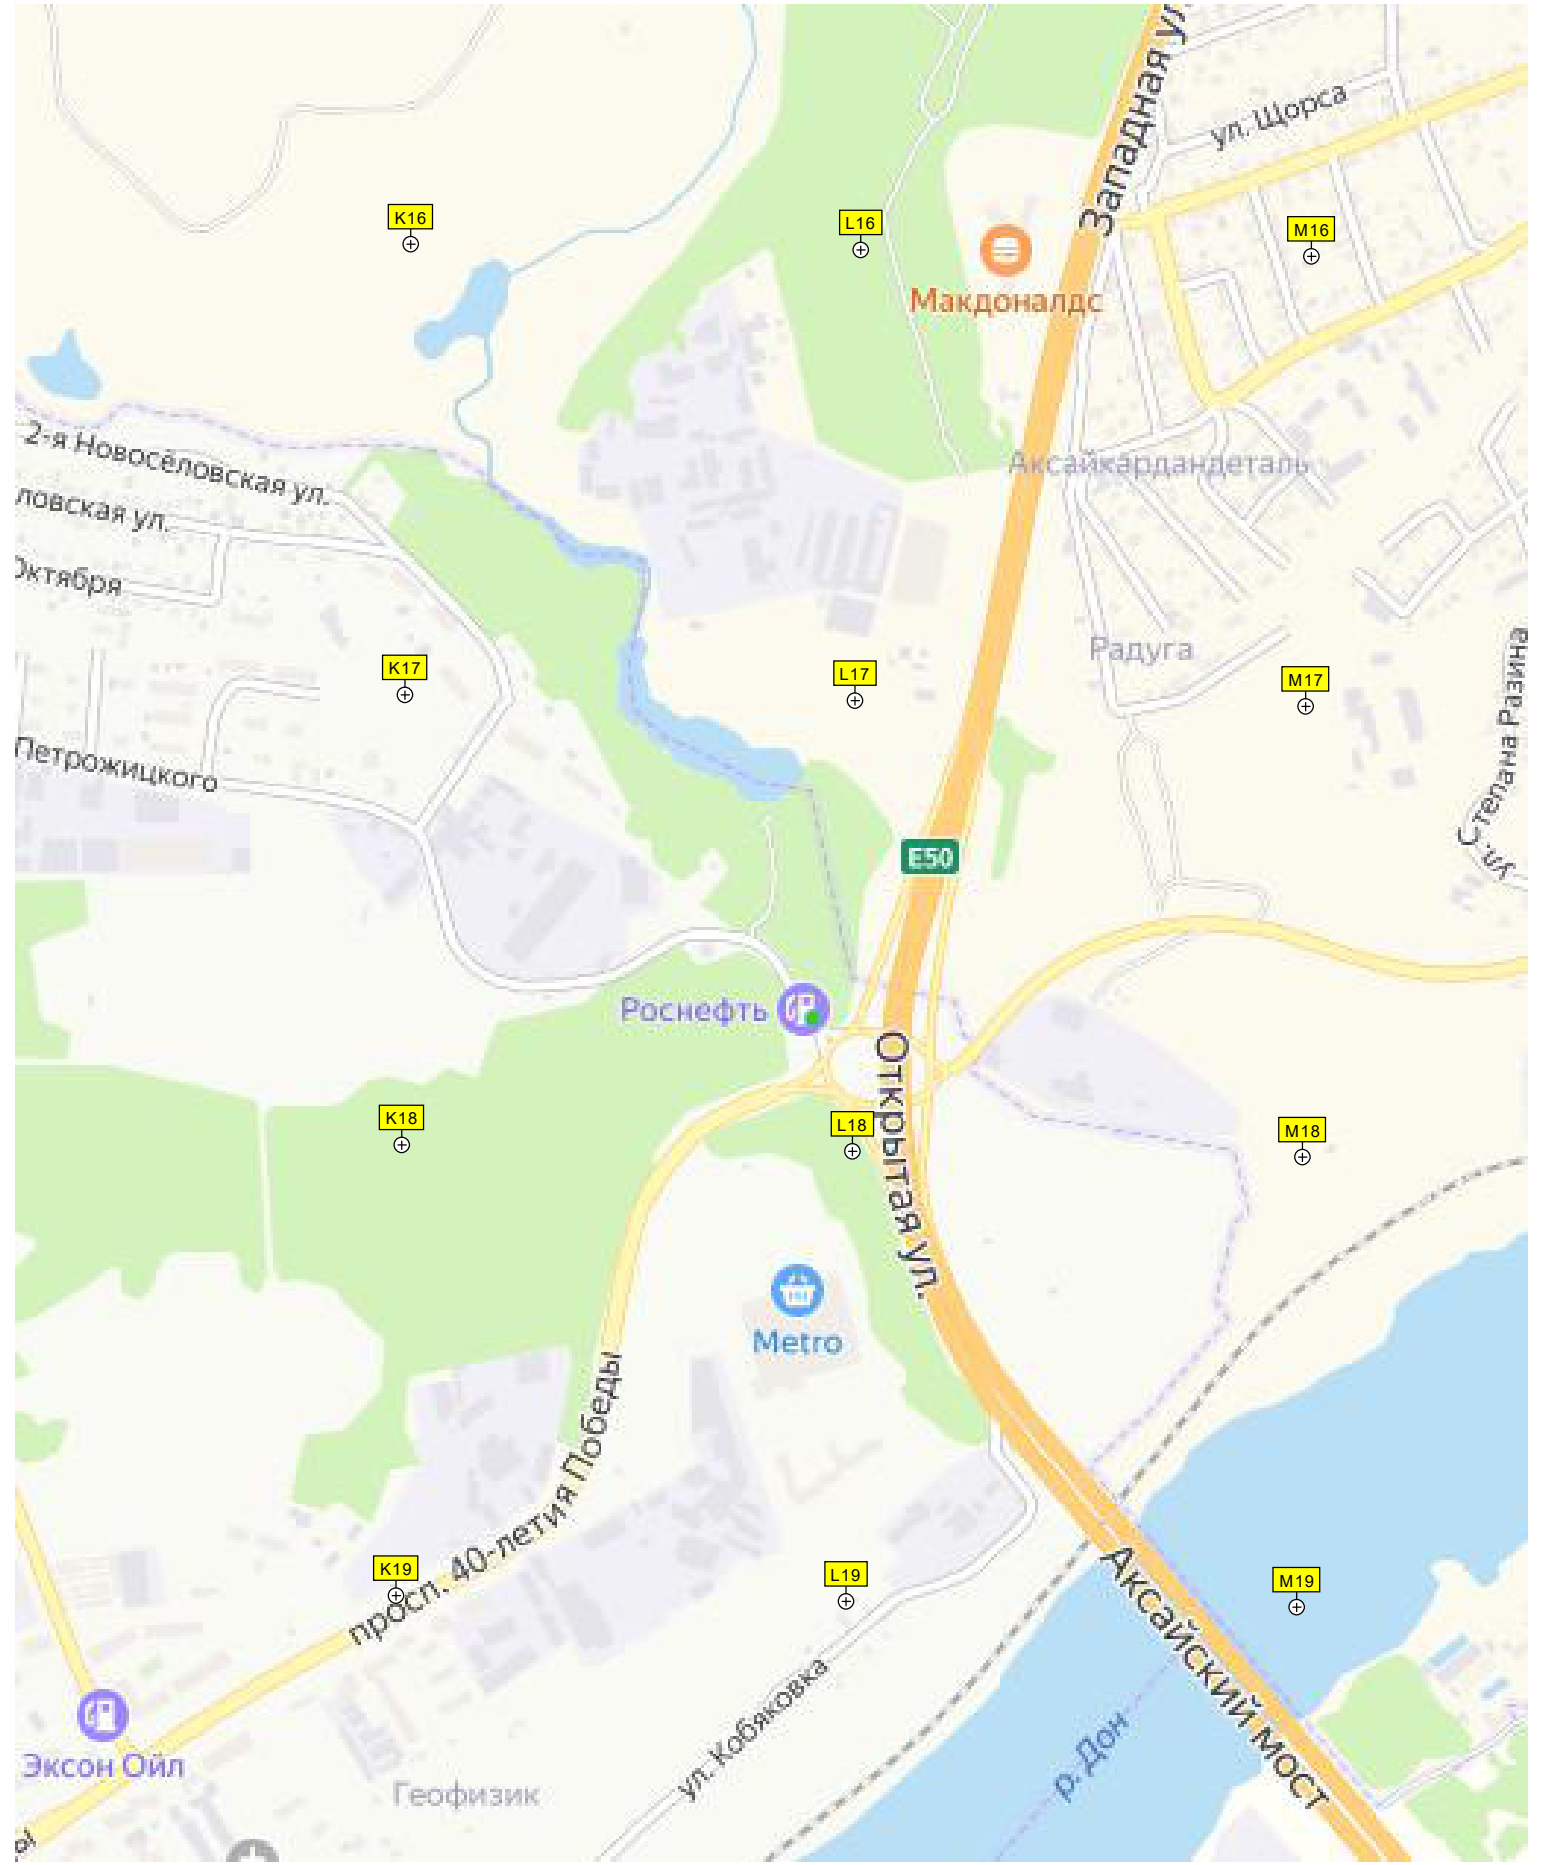 Западная ул
ул. Щорса
K16
L16
M16
Макдоналдс
2-я Новосёловская ул.
ловская ул.
Аксайкардандеталь
Октября
Радуга
K17
L17
M17
ул. Степана Разина
Петрожицкого
E50
Роснефть
Открытая ул.
K18
L18
M18
Metro
просп. 40-летия Победы
K19
L19
M19
Аксайский мост
ул. Кобяковка
р. Дон
Эксон Ойл
Геофизик
ы